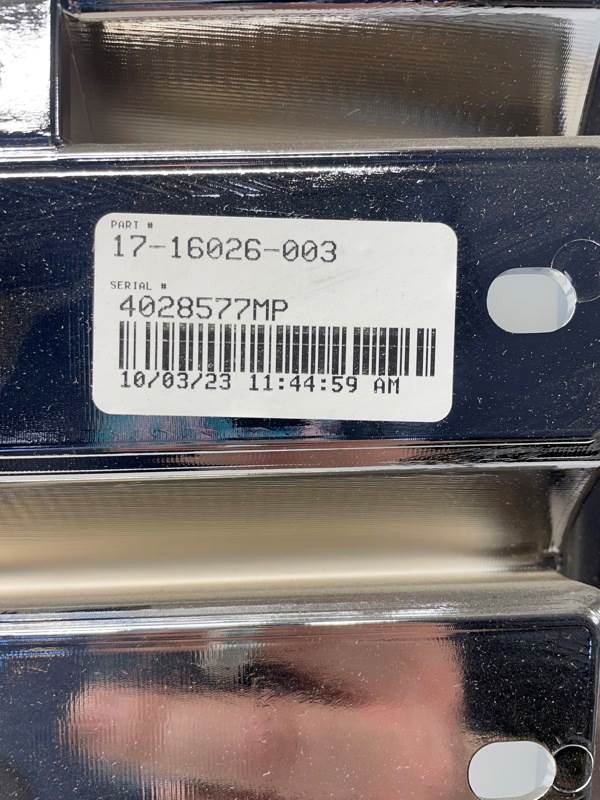 PART #
17-16026-003
SERIAL #
4028577MP
10/03/23 11:44:59 AM